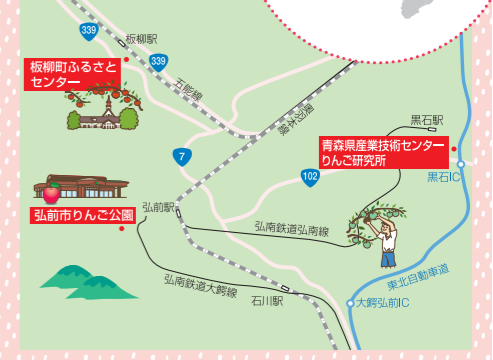 339
板柳駅
板柳町ふるさと
センター
339
五能線
奥羽本線
黒石駅
青森県産業技術センター
りんご研究所
7
102
黒石IC
弘前駅
弘前市りんご公園
弘南鉄道弘南線
東北自動車道
弘南鉄道大鰐線
石川駅
大鰐弘前IC